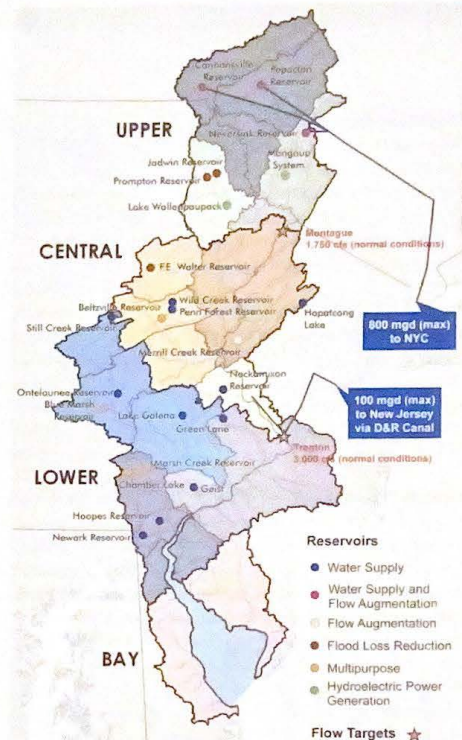 Cannonsville
Reservoir
Pepacton
Reservoir
UPPER
Neversink Reservoir
Mongaup
System
Jadwin Reservoir
Prompton Reservoir
Lake Wallenpaupack
Montague
1,750 cfs (normal conditions)
CENTRAL
F.E. Walter Reservoir
Wild Creek Reservoir
Beltzville Reservoir
Penn Forest Reservoir
Hopatcong
Lake
Still Creek Reservoir
800 mgd (max)
to NYC
Merrill Creek Reservoir
Nockamixon
Reservoir
Ontelaunee Reservoir
Blue Marsh
Reservoir
Lake Galena
Green Lane
100 mgd (max)
to New Jersey
via D&R Canal
Trenton
3,000 cfs (normal conditions)
LOWER
Marsh Creek Reservoir
Chamber Lake
Geist
Hoopes Reservoir
Newark Reservoir
BAY
Reservoirs
Water Supply
Water Supply and
Flow Augmentation
Flow Augmentation
Flood Loss Reduction
Multipurpose
Hydroelectric Power
Generation
Flow Targets